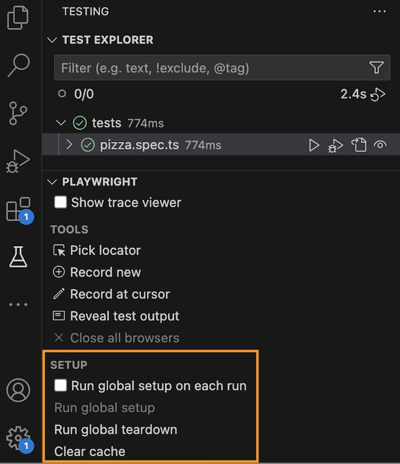 TESTING
TEST EXPLORER
Filter (e.g. text, !exclude, @tag)
0/0 2.4s
tests 774ms
pizza.spec.ts 774ms
PLAYWRIGHT
Show trace viewer
TOOLS
Pick locator
Record new
Record at cursor
Reveal test output
Close all browsers
SETUP
Run global setup on each run
Run global setup
Run global teardown
Clear cache
1
1